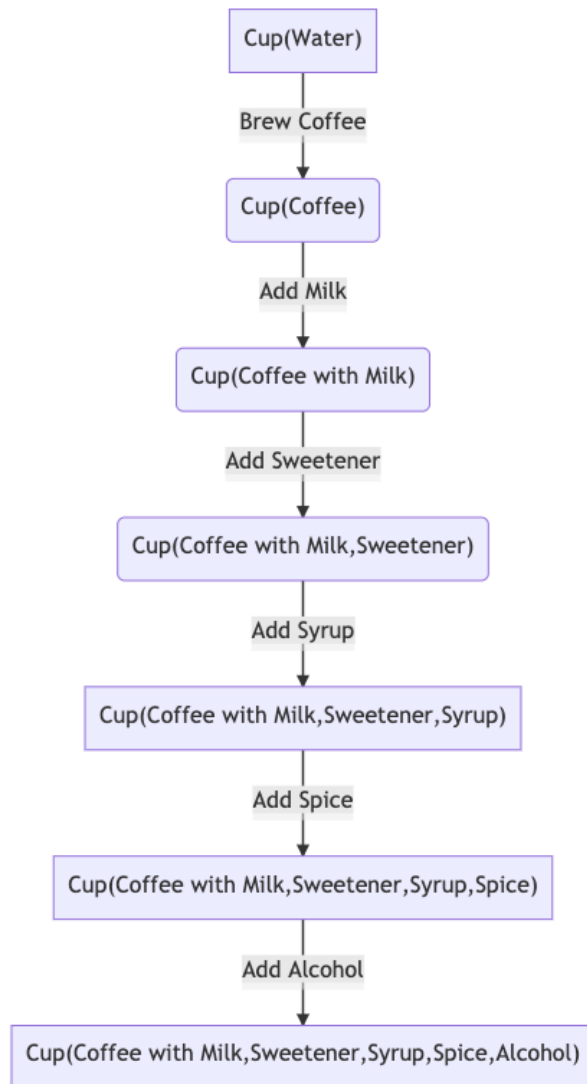 Cup(Water)
Brew Coffee
Cup(Coffee)
Add Milk
Cup(Coffee with Milk)
Add Sweetener
Cup(Coffee with Milk,Sweetener)
Add Syrup
Cup(Coffee with Milk,Sweetener,Syrup)
Add Spice
Cup(Coffee with Milk,Sweetener,Syrup,Spice)
Add Alcohol
Cup(Coffee with Milk,Sweetener,Syrup,Spice,Alcohol)